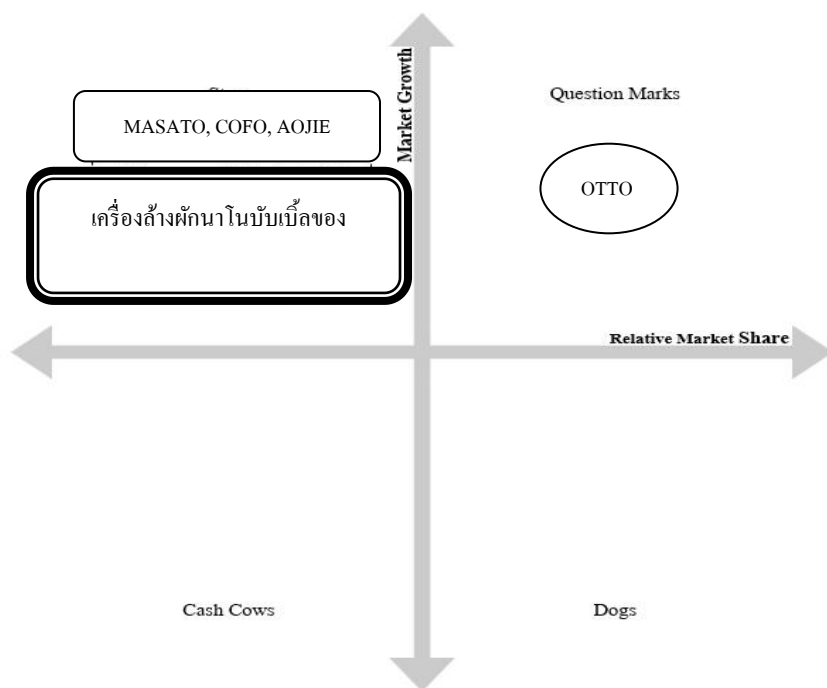 Market Growth
Question Marks
MASATO, COFO, AOJIE
OTTO
เครื่องล้างผักนาโนบับเบิ้ลของ
Relative Market Share
Cash Cows
Dogs